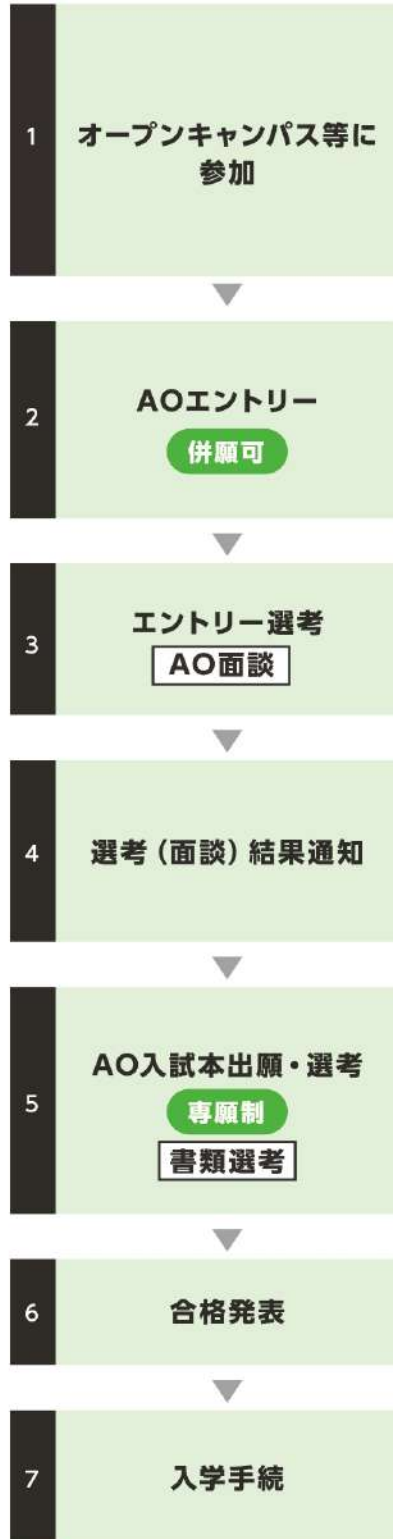 1
オープンキャンパス等に
参加
2
AOエントリー
併願可
3
エントリー選考
AO面談
4
選考（面談）結果通知
5
AO入試本出願・選考
専願制
書類選考
6
合格発表
7
入学手続